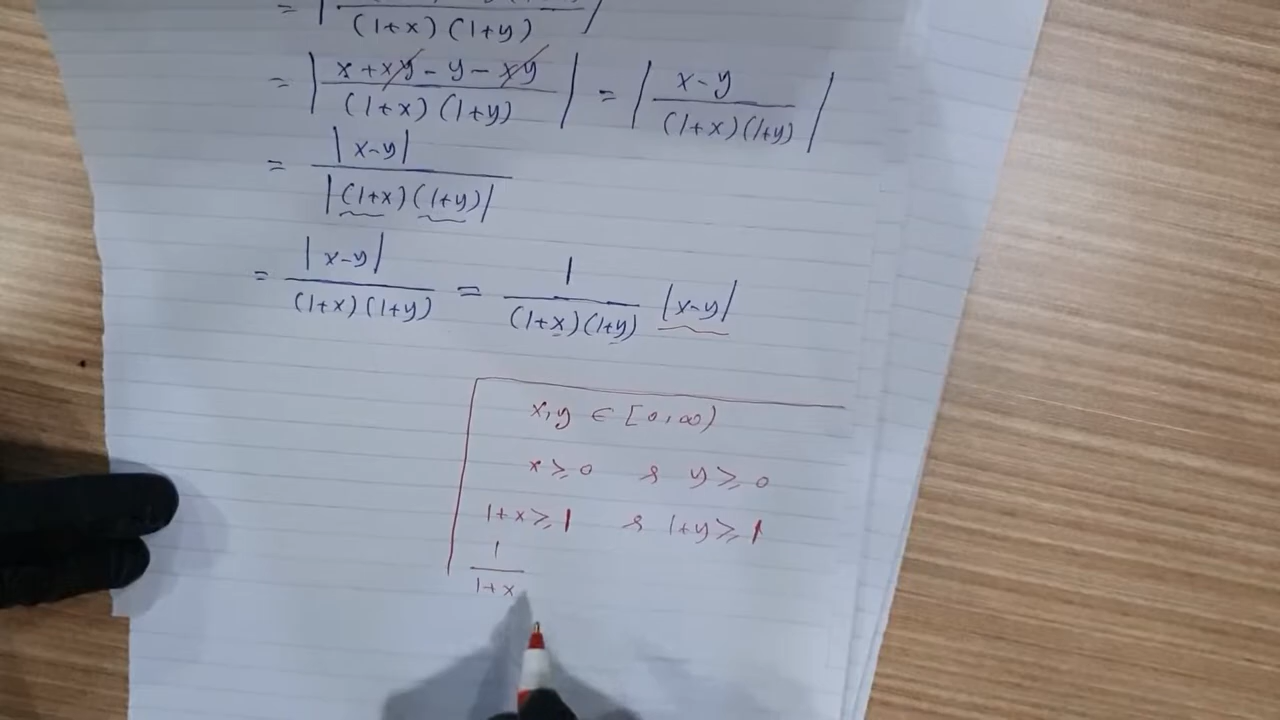 = | / (1+x)(1+y) |
= | x+xy-y-xy / (1+x)(1+y) | = | x-y / (1+x)(1+y) |
= |x-y| / |(1+x)(1+y)|
= |x-y| / (1+x)(1+y) = 1 / (1+x)(1+y) |x-y|
x,y ∈ [0,∞)
x ≥ 0 & y ≥ 0
1+x ≥ 1 & 1+y ≥ 1
1 / 1+x